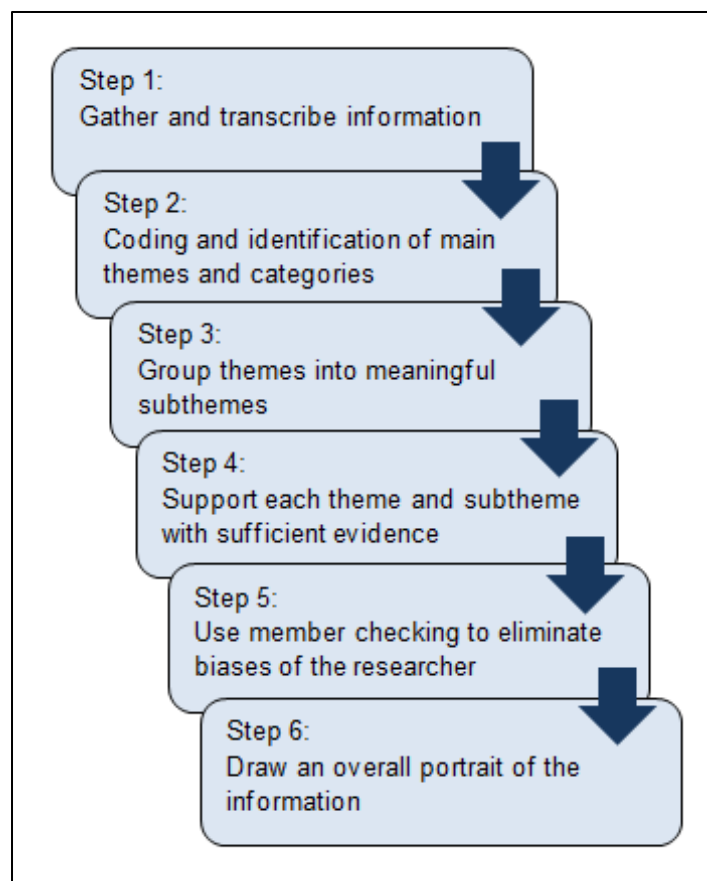 Step 1:
Gather and transcribe information
Step 2:
Coding and identification of main
themes and categories
Step 3:
Group themes into meaningful
subthemes
Step 4:
Support each theme and subtheme
with sufficient evidence
Step 5:
Use member checking to eliminate
biases of the researcher
Step 6:
Draw an overall portrait of the
information